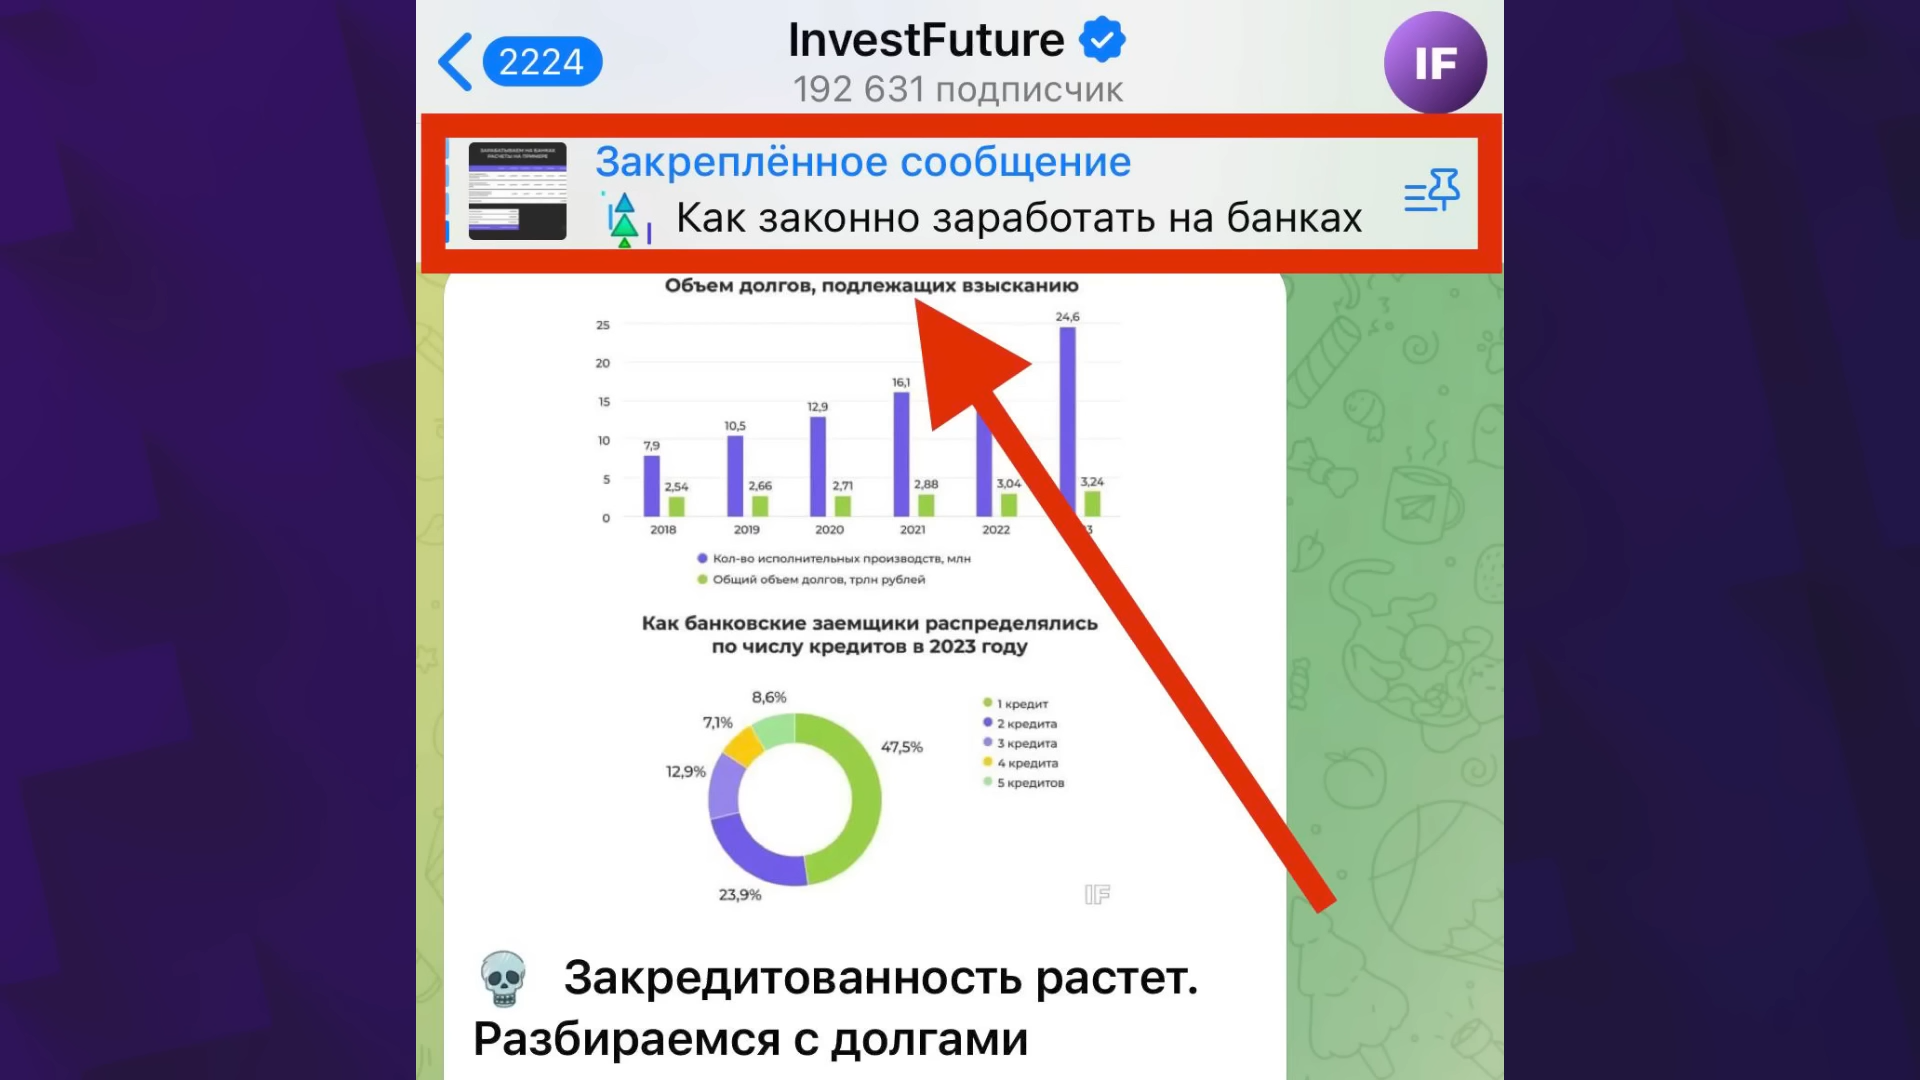 2224
InvestFuture
192 631 подписчик
IF
Закреплённое сообщение
Как законно заработать на банках
Объем долгов, подлежащих взысканию
25
20
15
10
5
0
7,9
2,54
10,5
2,66
12,9
2,71
16,1
2,88
3,04
24,6
3,24
2018
2019
2020
2021
2022
3
Кол-во исполнительных производств, млн
Общий объем долгов, трлн рублей
Как банковские заемщики распределялись
по числу кредитов в 2023 году
8,6%
7,1%
12,9%
23,9%
47,5%
1 кредит
2 кредита
3 кредита
4 кредита
5 кредитов
IF
Закредитованность растет.
Разбираемся с долгами